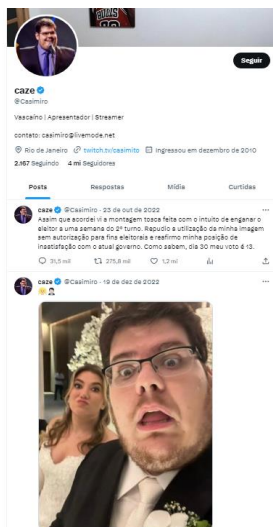 BULLS
Seguir
caze
@Casimiro
Vascaíno | Apresentador | Streamer
contato: casimiro@livemode.net
Rio de Janeiro twitch.tv/casimito Ingressou em dezembro de 2010
2.167 Seguindo 4 mi Seguidores
Posts Respostas Mídia Curtidas
caze @Casimiro · 23 de out de 2022
Assim que acordei vi a montagem tosca feita com o intuito de enganar o
eleitor a uma semana do 2º turno. Repudio a utilização da minha imagem
sem autorização para fins eleitorais e reafirmo minha posição de
insatisfação com o atual governo. Como sabem, dia 30 meu voto é 13.
31,5 mil 275,8 mil 1,2 mi
caze @Casimiro · 19 de dez de 2022